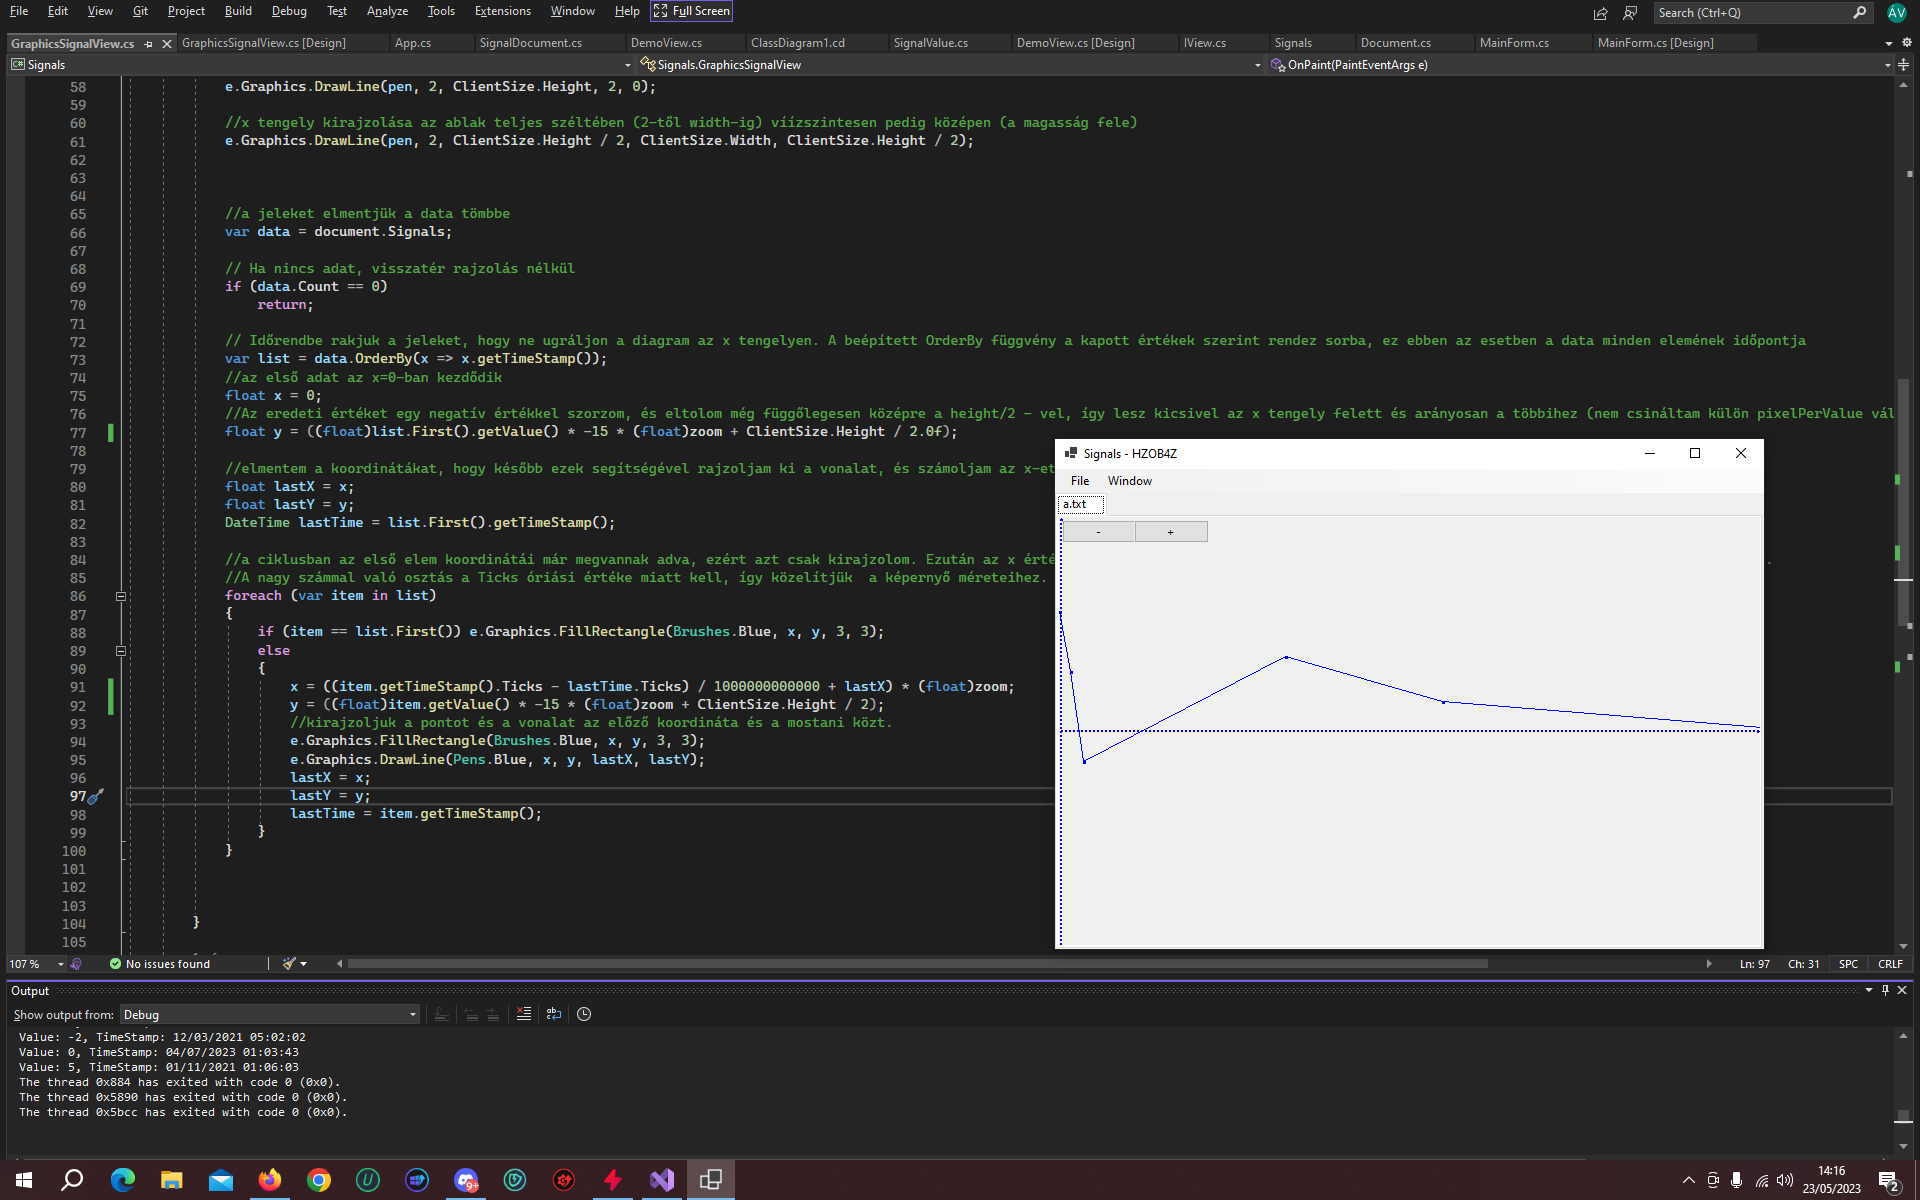 File Edit View Git Project Build Debug Test Analyze Tools Extensions Window Help Full Screen Search (Ctrl+Q) ÁV
GraphicsSignalView.cs GraphicsSignalView.cs [Design] App.cs SignalDocument.cs DemoView.cs ClassDiagram1.cd SignalValue.cs DemoView.cs [Design] IView.cs Signals Document.cs MainForm.cs MainForm.cs [Design]
C# Signals Signals.GraphicsSignalView OnPaint(PaintEventArgs e)
58 e.Graphics.DrawLine(pen, 2, ClientSize.Height, 2, 0);
59
60 //x tengely kirajzolása az ablak teljes széltében (2-től width-ig) víízszintesen pedig középen (a magasság fele)
61 e.Graphics.DrawLine(pen, 2, ClientSize.Height / 2, ClientSize.Width, ClientSize.Height / 2);
62
63
64
65 //a jeleket elmentjük a data tömbbe
66 var data = document.Signals;
67
68 // Ha nincs adat, visszatér rajzolás nélkül
69 if (data.Count == 0)
70 return;
71
72 // Időrendbe rakjuk a jeleket, hogy ne ugráljon a diagram az x tengelyen. A beépített OrderBy függvény a kapott értékek szerint rendez sorba, ez ebben az esetben a data minden elemének időpontja
73 var list = data.OrderBy(x => x.getTimeStamp());
74 //az első adat az x=0-ban kezdődik
75 float x = 0;
76 //Az eredeti értéket egy negatív értékkel szorzom, és eltolom még függőlegesen középre a height/2 - vel, így lesz kicsivel az x tengely felett és arányosan a többihez (nem csináltam külön pixelPerValue vál
77 float y = ((float)list.First().getValue() * -15 * (float)zoom + ClientSize.Height / 2.0f);
78
79 //elmentem a koordinátákat, hogy később ezek segítségével rajzoljam ki a vonalat, és számoljam az x-et
80 float lastX = x;
81 float lastY = y;
82 DateTime lastTime = list.First().getTimeStamp();
83
84 //a ciklusban az első elem koordinátái már megvannak adva, ezért azt csak kirajzolom. Ezután az x érté
85 //A nagy számmal való osztás a Ticks óriási értéke miatt kell, így közelítjük a képernyő méreteihez.
86 foreach (var item in list)
87 {
88 if (item == list.First()) e.Graphics.FillRectangle(Brushes.Blue, x, y, 3, 3);
89 else
90 {
91 x = ((item.getTimeStamp().Ticks - lastTime.Ticks) / 1000000000000 + lastX) * (float)zoom;
92 y = ((float)item.getValue() * -15 * (float)zoom + ClientSize.Height / 2);
93 //kirajzoljuk a pontot és a vonalat az előző koordináta és a mostani közt.
94 e.Graphics.FillRectangle(Brushes.Blue, x, y, 3, 3);
95 e.Graphics.DrawLine(Pens.Blue, x, y, lastX, lastY);
96 lastX = x;
97 lastY = y;
98 lastTime = item.getTimeStamp();
99 }
100 }
101
102
103
104 }
105
Signals - HZOB4Z
File Window
a.txt
- +
107 % No issues found Ln: 97 Ch: 31 SPC CRLF
Output
Show output from: Debug
Value: -2, TimeStamp: 12/03/2021 05:02:02
Value: 0, TimeStamp: 04/07/2023 01:03:43
Value: 5, TimeStamp: 01/11/2021 01:06:03
The thread 0x884 has exited with code 0 (0x0).
The thread 0x5890 has exited with code 0 (0x0).
The thread 0x5bcc has exited with code 0 (0x0).
9+
14:16
23/05/2023
2